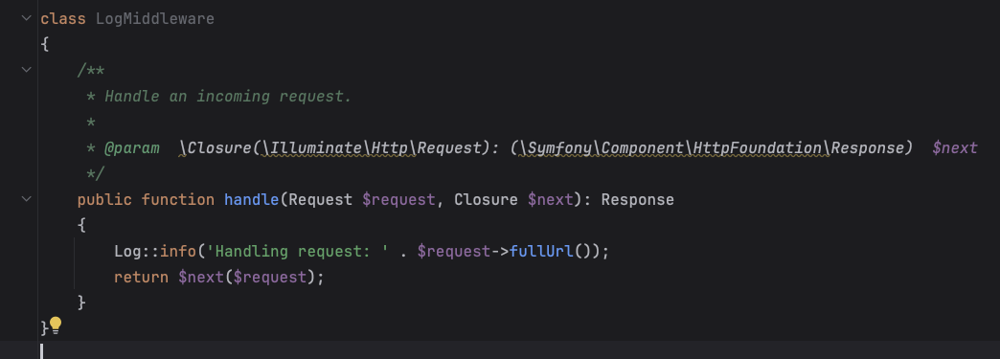 class LogMiddleware
{
    /**
     * Handle an incoming request.
     *
     * @param  \Closure(\Illuminate\Http\Request): (\Symfony\Component\HttpFoundation\Response)  $next
     */
    public function handle(Request $request, Closure $next): Response
    {
        Log::info('Handling request: ' . $request->fullUrl());
        return $next($request);
    }
}